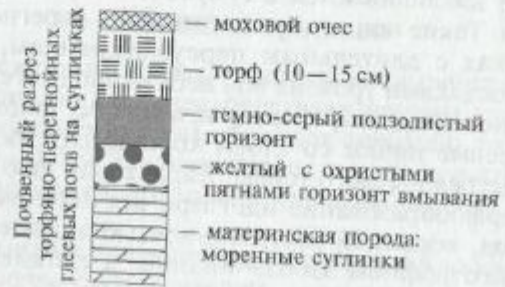 Почвенный разрез
торфяно-перегнойных
глеевых почв на суглинках
моховой очес
торф (10—15 см)
темно-серый подзолистый
горизонт
желтый с охристыми
пятнами горизонт вмывания
материнская порода:
моренные суглинки